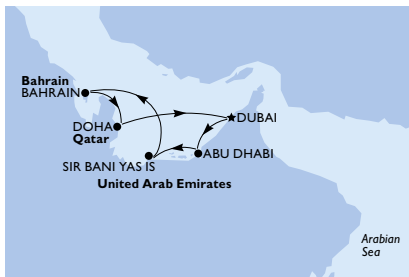 Bahrain
BAHRAIN
DOHA
Qatar
DUBAI
SIR BANI YAS IS
ABU DHABI
United Arab Emirates
Arabian
Sea